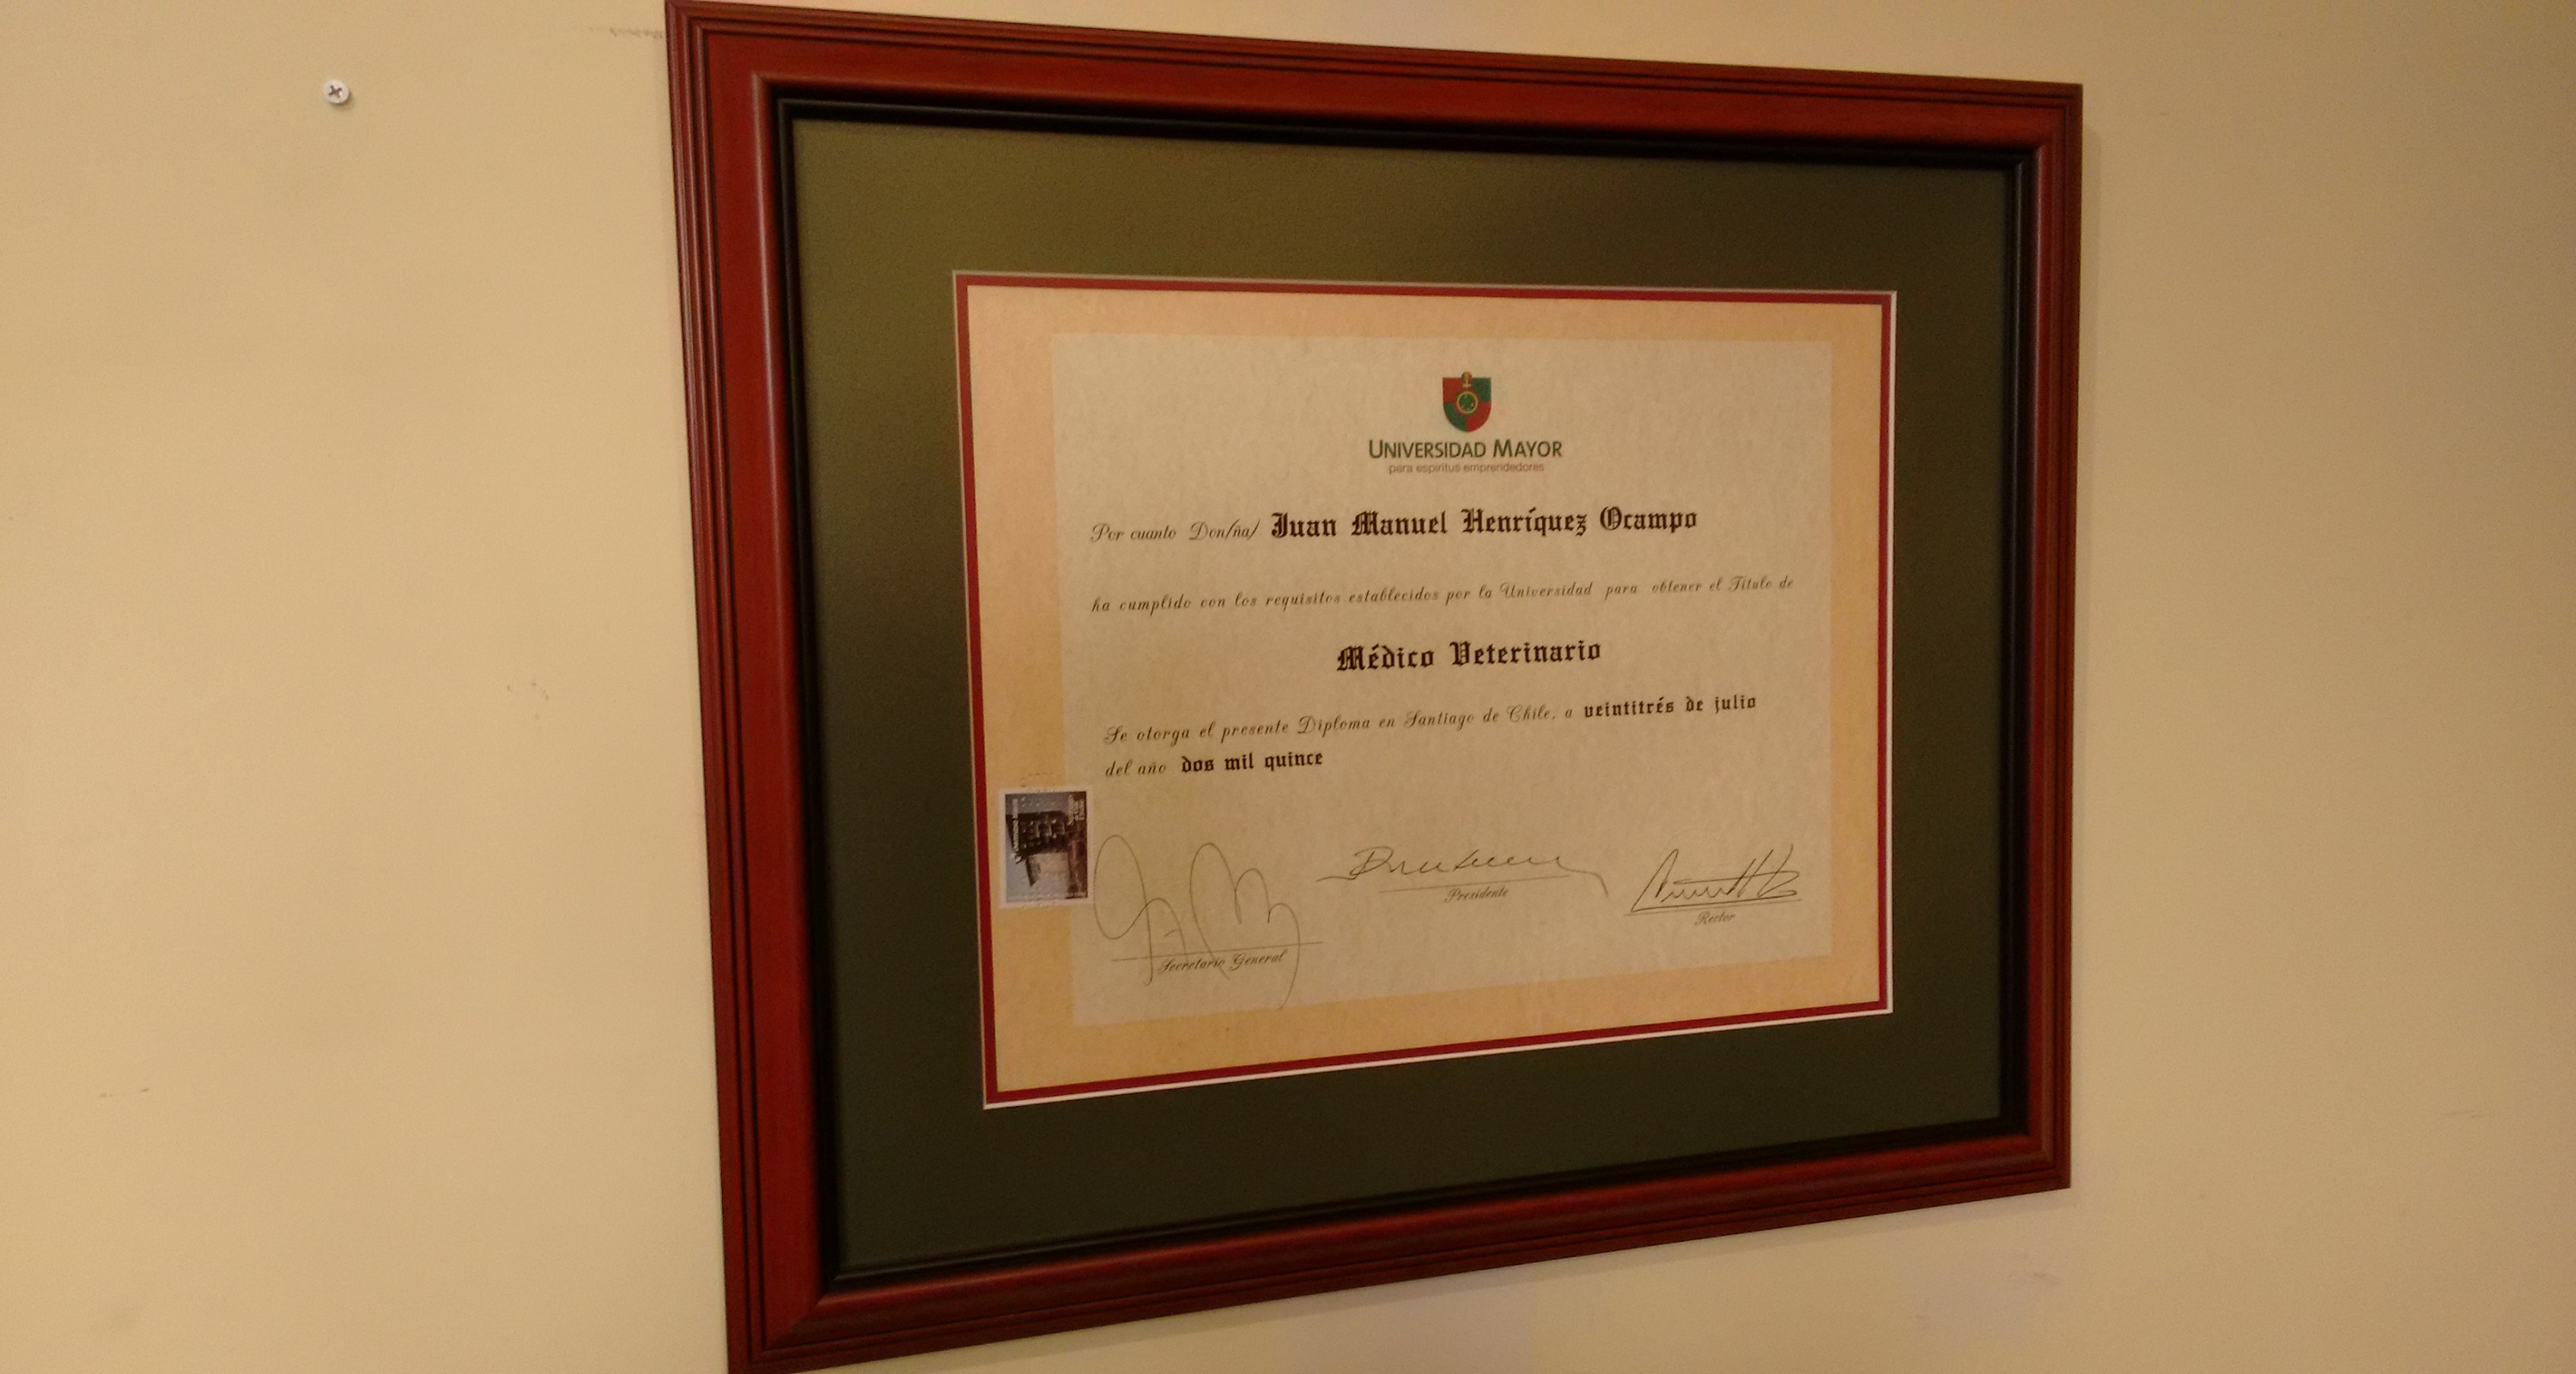 UNIVERSIDAD MAYOR
para espíritus emprendedores
Por cuanto Don/ña/ Juan Manuel Henríquez Ocampo
ha cumplido con los requisitos establecidos por la Universidad para obtener el Título de
Médico Veterinario
Se otorga el presente Diploma en Santiago de Chile, a veintitrés de julio
del año dos mil quince
Secretario General
Presidente
Rector